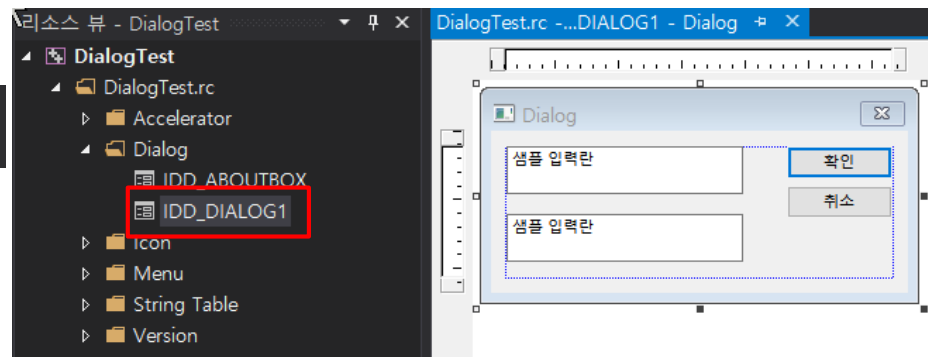 리소스 뷰 - DialogTest
DialogTest
DialogTest.rc
Accelerator
Dialog
IDD_ABOUTBOX
IDD_DIALOG1
Icon
Menu
String Table
Version
DialogTest.rc -...DIALOG1 - Dialog
Dialog
샘플 입력란
확인
취소
샘플 입력란